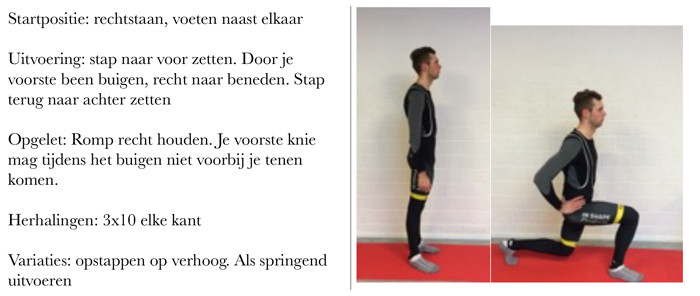 Startpositie: rechtstaan, voeten naast elkaar
Uitvoering: stap naar voor zetten. Door je
voorste been buigen, recht naar beneden. Stap
terug naar achter zetten
Opgelet: Romp recht houden. Je voorste knie
mag tijdens het buigen niet voorbij je tenen
komen.
Herhalingen: 3x10 elke kant
Variaties: opstappen op verhoog. Als springend
uitvoeren
IN SHAPE